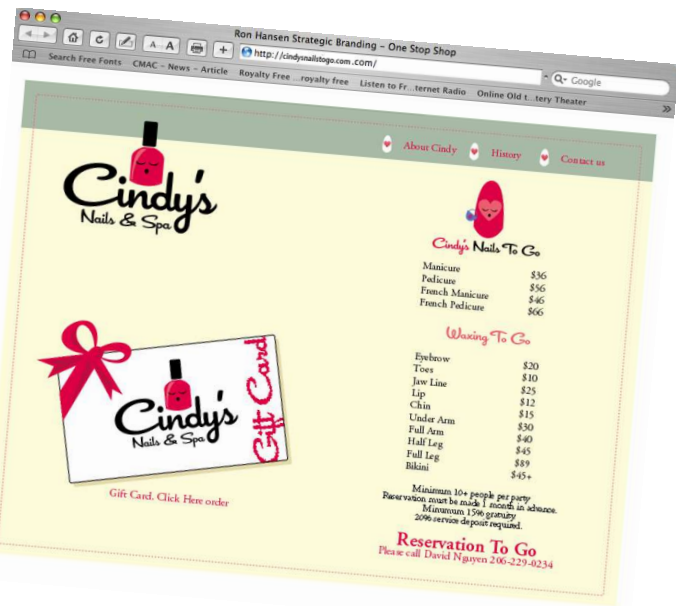 Ron Hansen Strategic Branding – One Stop Shop
A A
http://cindysnailstogo.com .com/
Google
Search Free Fonts CMAC – News – Article Royalty Free ...royalty free Listen to Fr...ternet Radio Online Old t...tery Theater
About Cindy History Contact us
Cindy's
Nails & Spa
Cindy's Nails To Go
Manicure $36
Pedicure $56
French Manicure $46
French Pedicure $66
Waxing To Go
Eyebrow $20
Toes $10
Jaw Line $25
Lip $12
Chin $15
Under Arm $30
Full Arm $40
Half Leg $45
Full Leg $89
Bikini $45+
Minimum 10+ people per party
Reservation must be made 1 month in advance.
Minumum 15% gratuity
20% service deposit required.
Reservation To Go
Please call David Nguyen 206-229-0234
Cindy's
Nails & Spa
Gift Card
Gift Card. Click Here order